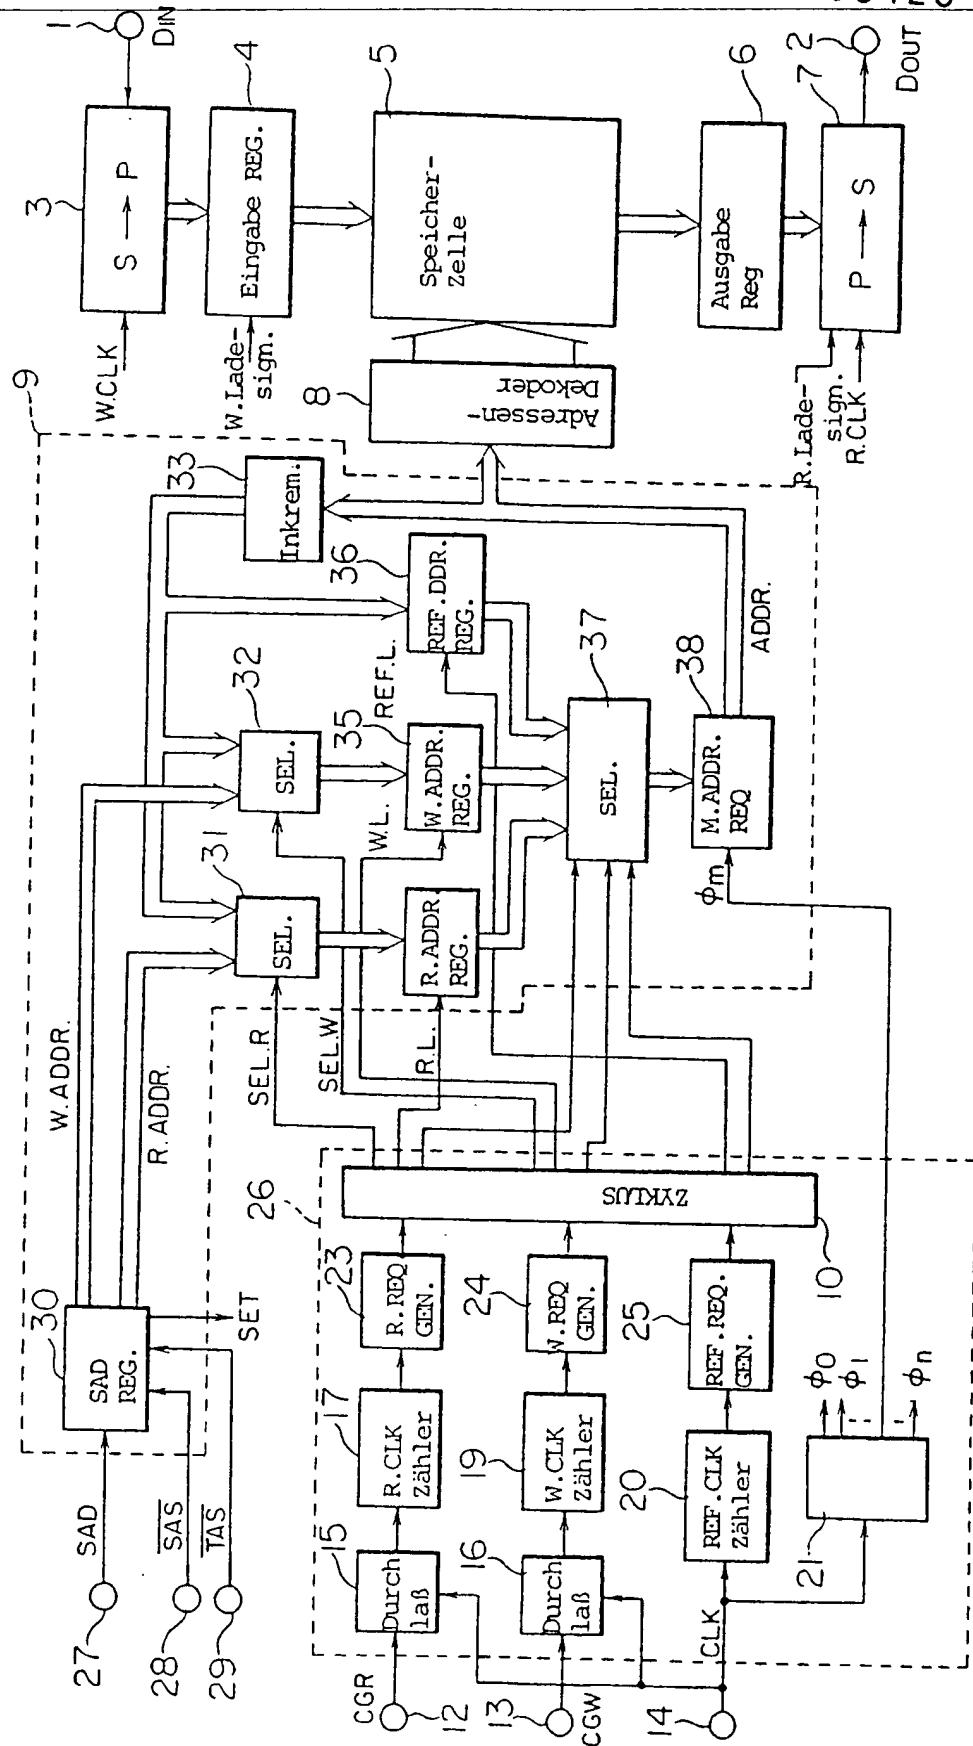 1
DIN
3
S → P
W.CLK
4
Eingabe REG.
W.Lade-
sign.
5
Speicher-
Zelle
6
Ausgabe
Reg
2
DOUT
7
P → S
R.Lade-
sign.
R.CLK
8
Adressen-
Dekoder
9
33
Inkrem.
36
REF.DDR.
REG.
REF.L.
32
SEL.
35
W.ADDR.
REG.
W.L.
31
SEL.
R.ADDR.
REG.
R.L.
37
SEL.
38
M.ADDR.
REQ
ADDR.
ϕm
W.ADDR.
R.ADDR.
SEL.R
SEL.W
30
SAD
REG.
SET
27
SAD
28
S̅A̅S̅
29
T̅A̅S̅
26
ZYKLUS
10
23
R.REQ
GEN.
24
W.REQ
GEN.
25
REF.REQ.
GEN.
17
R.CLK
Zähler
19
W.CLK
Zähler
20
REF.CLK
Zähler
15
Durch
laß
16
Durch
laß
21
ϕ0
ϕ1
ϕn
CGR
12
13
CGW
14
CLK